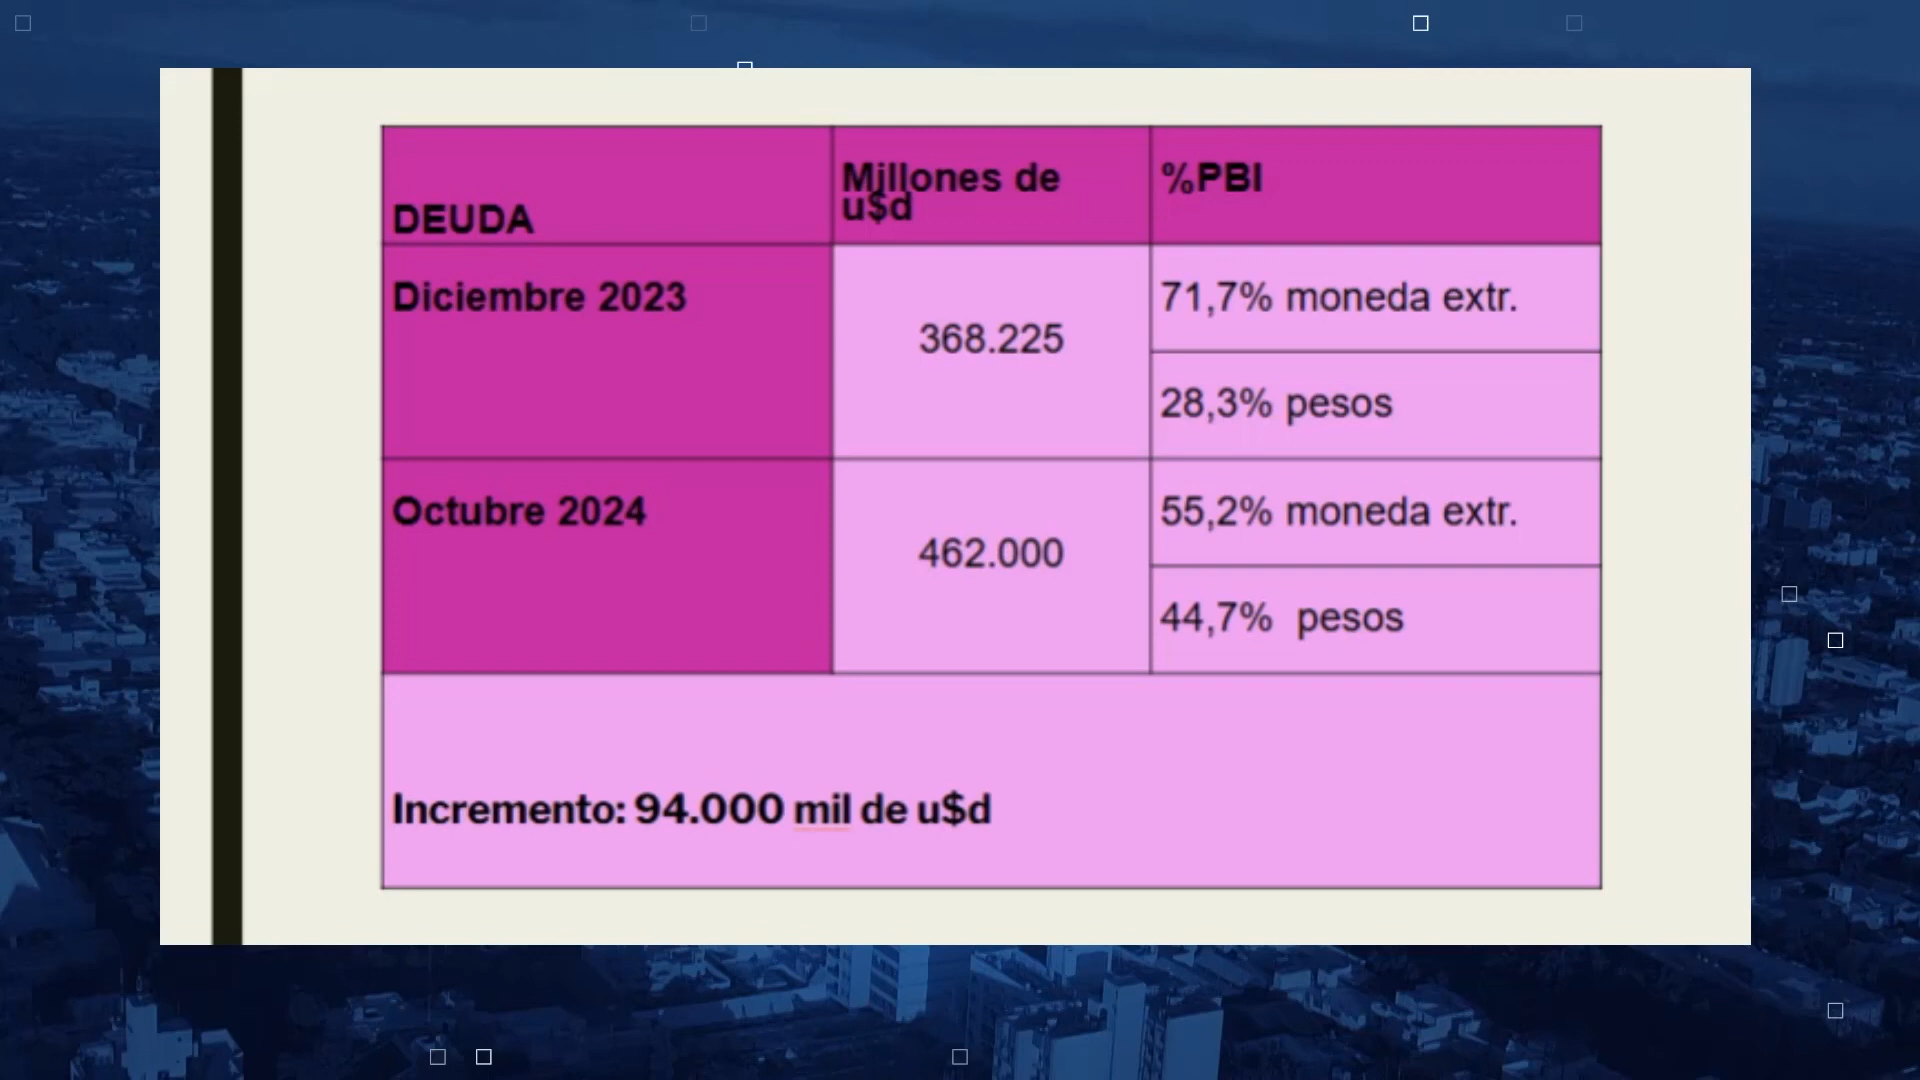 DEUDA
Millones de
u$d
%PBI
Diciembre 2023
368.225
71,7% moneda extr.
28,3% pesos
Octubre 2024
462.000
55,2% moneda extr.
44,7% pesos
Incremento: 94.000 mil de u$d